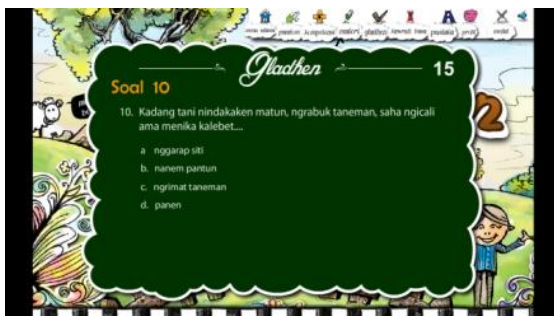 Gladhen
15
Soal 10
10. Kadang tani nindakaken matun, ngrabuk taneman, saha ngicali
ama menika kalebet....
a nggarap siti
b. nanem pantun
c. ngrimat taneman
d. panen
2